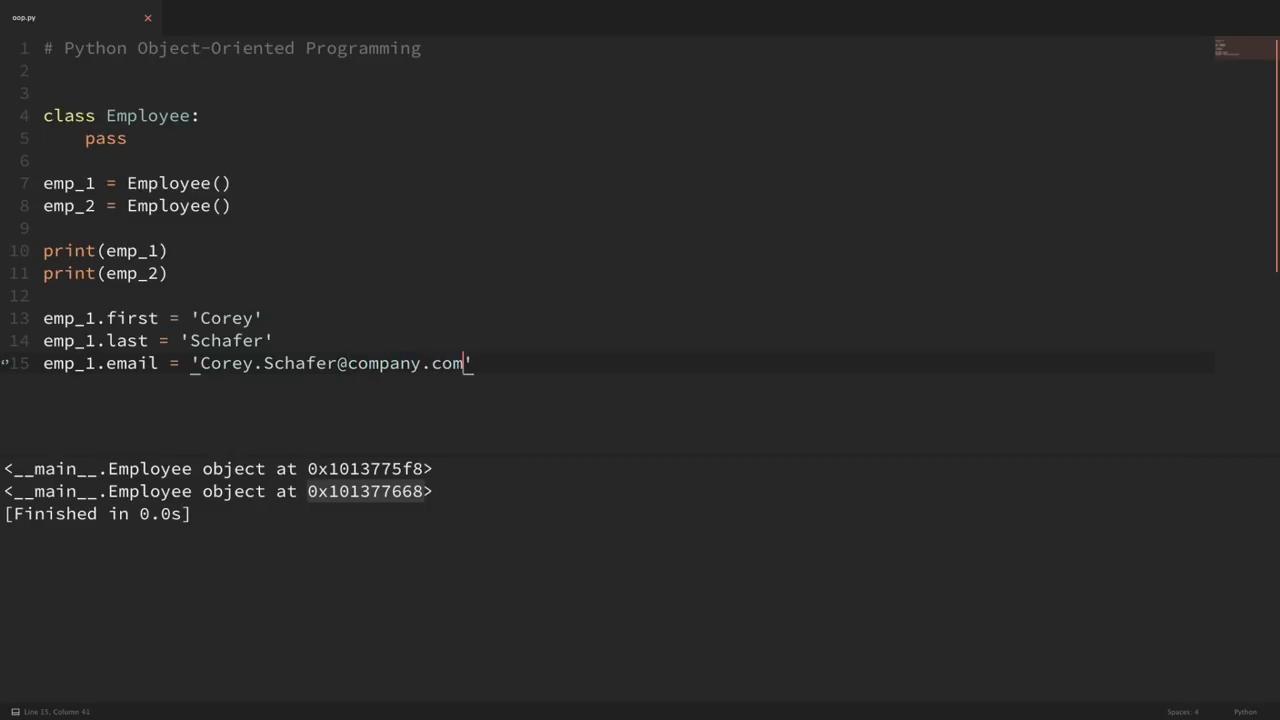 oop.py
1 # Python Object-Oriented Programming
2
3
4 class Employee:
5     pass
6
7 emp_1 = Employee()
8 emp_2 = Employee()
9
10 print(emp_1)
11 print(emp_2)
12
13 emp_1.first = 'Corey'
14 emp_1.last = 'Schafer'
15 emp_1.email = 'Corey.Schafer@company.com'
<__main__.Employee object at 0x1013775f8>
<__main__.Employee object at 0x101377668>
[Finished in 0.0s]
Line 15, Column 41 Spaces: 4 Python